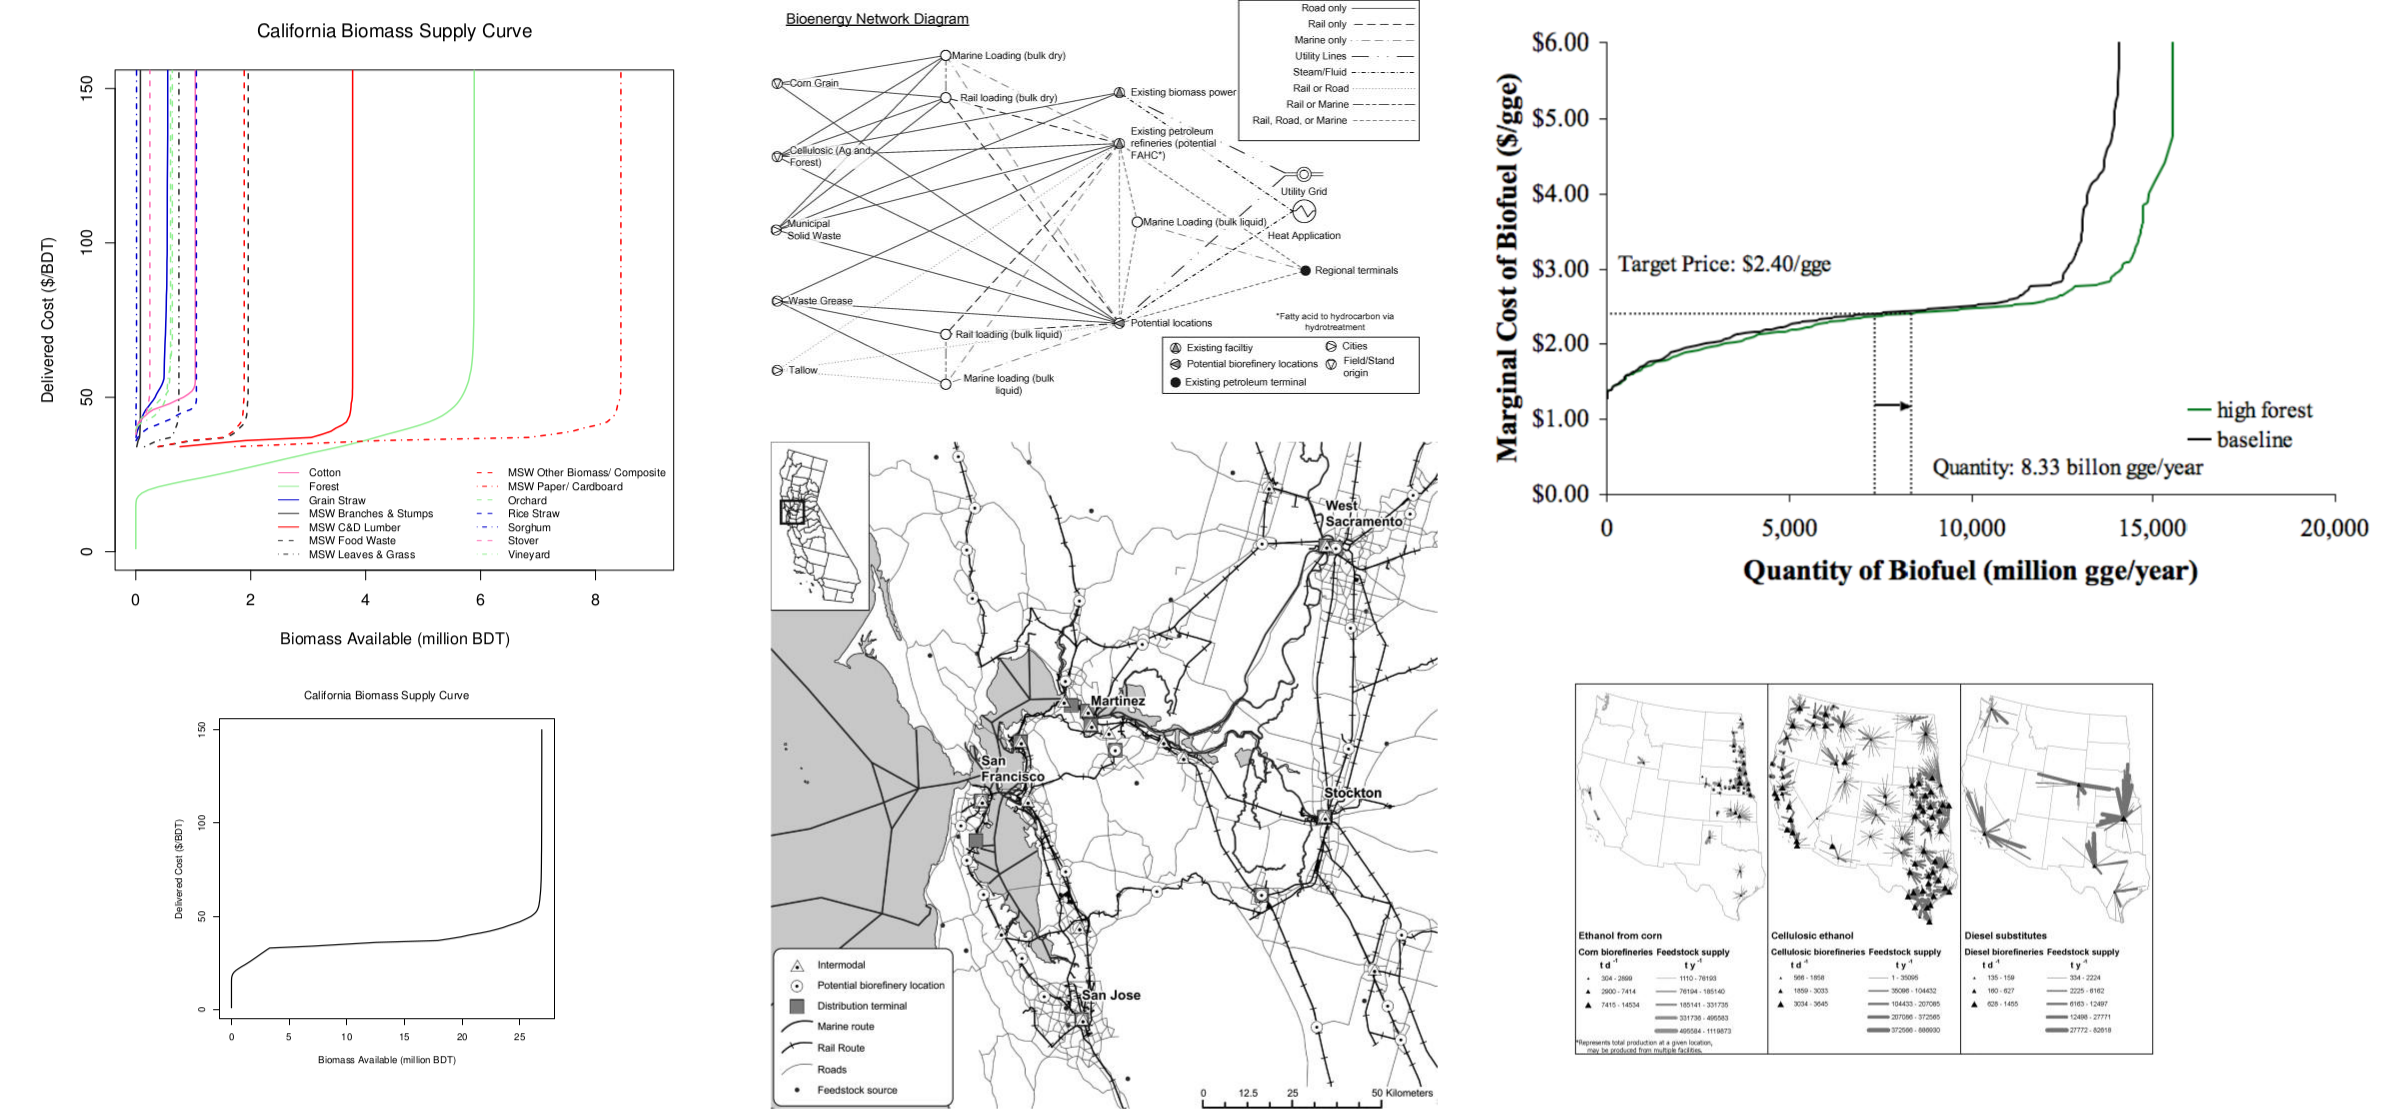 California Biomass Supply Curve
Delivered Cost ($/BDT)
150
100
50
0
Cotton
Forest
Grain Straw
MSW Branches & Stumps
MSW C&D Lumber
MSW Food Waste
MSW Leaves & Grass
MSW Other Biomass/ Composite
MSW Paper/ Cardboard
Orchard
Rice Straw
Sorghum
Stover
Vineyard
0 2 4 6 8
Biomass Available (million BDT)
California Biomass Supply Curve
Delivered Cost ($/BDT)
150
100
50
0
0 5 10 15 20 25
Biomass Available (million BDT)
Bioenergy Network Diagram
Road only
Rail only
Marine only
Utility Lines
Steam/Fluid
Rail or Road
Rail or Marine
Rail, Road, or Marine
Marine Loading (bulk dry)
Corn Grain
Rail loading (bulk dry)
Existing biomass power
Existing petroleum
refineries (potential
FAHC*)
Cellulosic (Ag and
Forest)
Utility Grid
Municipal
Solid Waste
Marine Loading (bulk liquid)
Heat Application
Regional terminals
Waste Grease
Potential locations
*Fatty acid to hydrocarbon via
hydrotreatment
Rail loading (bulk liquid)
Tallow
Marine loading (bulk
liquid)
Existing faciltiy
Potential biorefinery locations
Existing petroleum terminal
Cities
Field/Stand
origin
West
Sacramento
Martinez
San
Francisco
Stockton
San Jose
Intermodal
Potential biorefinery location
Distribution terminal
Marine route
Rail Route
Roads
Feedstock source
0 12.5 25 50 Kilometers
Marginal Cost of Biofuel ($/gge)
$6.00
$5.00
$4.00
$3.00
$2.00
$1.00
$0.00
Target Price: $2.40/gge
high forest
baseline
Quantity: 8.33 billon gge/year
0 5,000 10,000 15,000 20,000
Quantity of Biofuel (million gge/year)
Ethanol from corn
Corn biorefineries Feedstock supply
t d -1 t y -1
304 - 2899 1110 - 76193
2900 - 7414 76194 - 185140
7415 - 14534 185141 - 331735
331736 - 495583
495584 - 1119873
*Represents total production at a given location,
may be produced from multiple facilities.
Cellulosic ethanol
Cellulosic biorefineries Feedstock supply
t d -1 t y -1
566 - 1858 1 - 35095
1859 - 3033 35096 - 104432
3034 - 3645 104433 - 207085
207086 - 372565
Diesel substitutes
Diesel biorefineries Feedstock supply
t d -1 t y -1
135 - 159 334 - 2224
160 - 627 2225 - 6162
628 - 1455 6163 - 12497
12498 - 27771
27772 - 82618